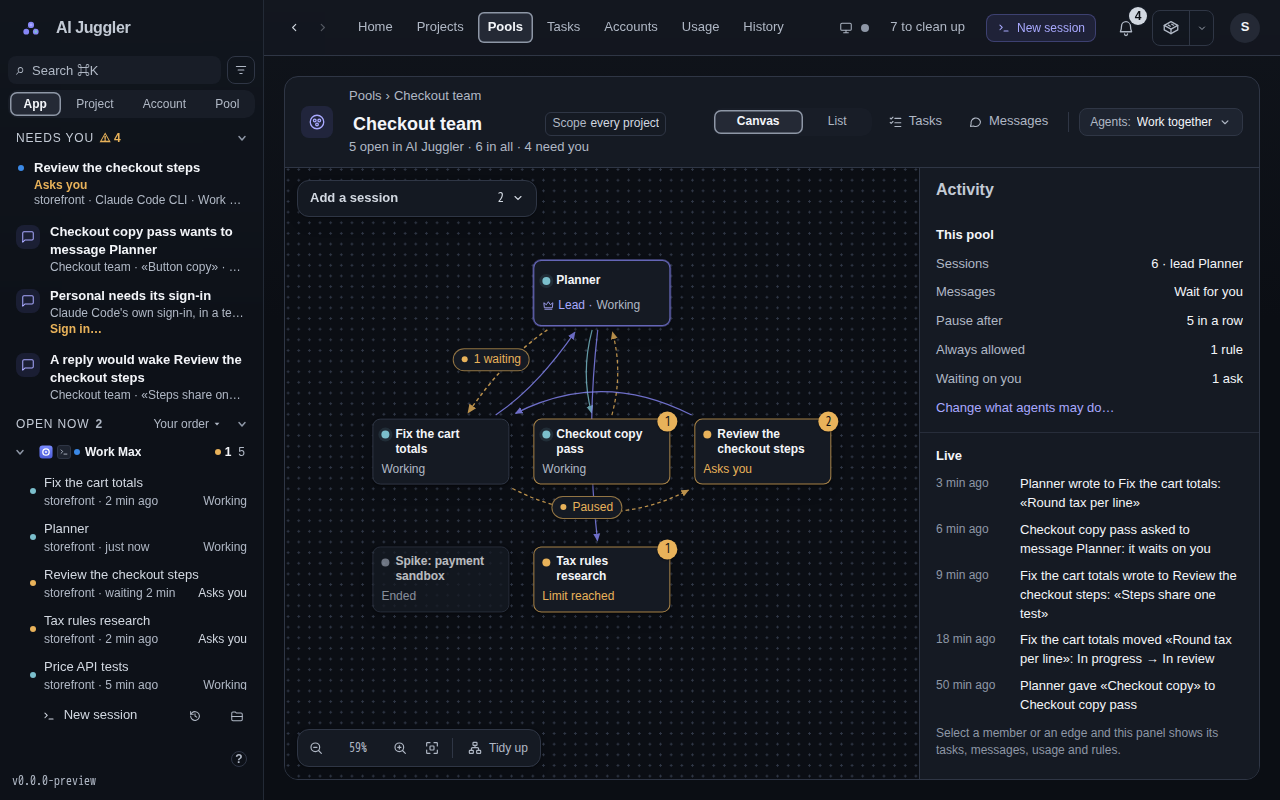 AI Juggler
Search ⌘K
App Project Account Pool
NEEDS YOU 4
Review the checkout steps
Asks you
storefront · Claude Code CLI · Work …
Checkout copy pass wants to
message Planner
Checkout team · «Button copy» · …
Personal needs its sign-in
Claude Code's own sign-in, in a te…
Sign in…
A reply would wake Review the
checkout steps
Checkout team · «Steps share on…
OPEN NOW 2 Your order
Work Max 1 5
Fix the cart totals
storefront · 2 min ago Working
Planner
storefront · just now Working
Review the checkout steps
storefront · waiting 2 min Asks you
Tax rules research
storefront · 2 min ago Asks you
Price API tests
storefront · 5 min ago Working
New session
?
v0.0.0-preview
Home Projects Pools Tasks Accounts Usage History
7 to clean up
New session
4
S
Pools › Checkout team
Checkout team
Scope every project
5 open in AI Juggler · 6 in all · 4 need you
Canvas List
Tasks
Messages
Agents: Work together
Add a session 2
Planner
Lead · Working
1 waiting
Fix the cart
totals
Working
1
Checkout copy
pass
Working
2
Review the
checkout steps
Asks you
Paused
Spike: payment
sandbox
Ended
1
Tax rules
research
Limit reached
59%
Tidy up
Activity
This pool
Sessions 6 · lead Planner
Messages Wait for you
Pause after 5 in a row
Always allowed 1 rule
Waiting on you 1 ask
Change what agents may do…
Live
3 min ago Planner wrote to Fix the cart totals:
«Round tax per line»
6 min ago Checkout copy pass asked to
message Planner: it waits on you
9 min ago Fix the cart totals wrote to Review the
checkout steps: «Steps share one
test»
18 min ago Fix the cart totals moved «Round tax
per line»: In progress → In review
50 min ago Planner gave «Checkout copy» to
Checkout copy pass
Select a member or an edge and this panel shows its
tasks, messages, usage and rules.